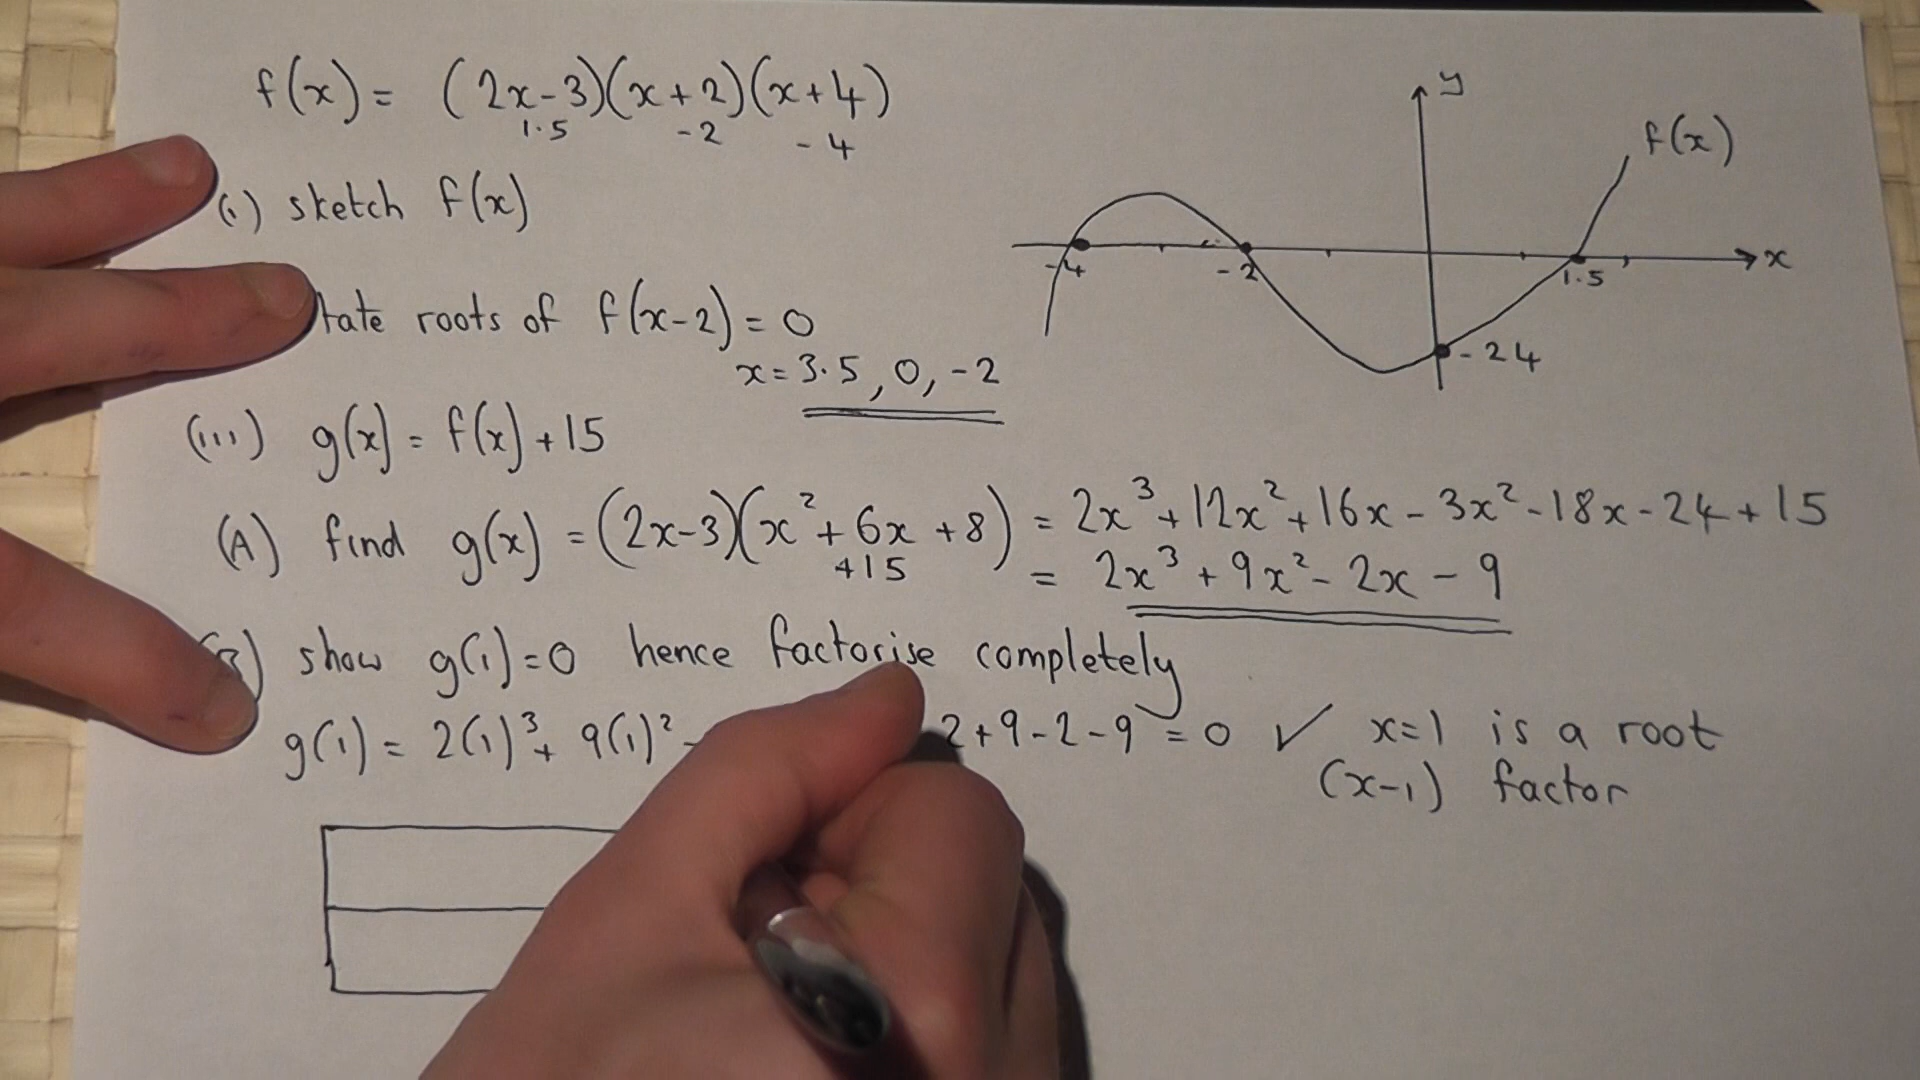 f(x) = (2x-3)(x+2)(x+4)
1.5 -2 -4
(i) sketch f(x)
roots of f(x-2) = 0
x = 3.5, 0, -2
(iii) g(x) = f(x) + 15
(A) find g(x) = (2x-3)(x² + 6x + 8) = 2x³ + 12x² + 16x - 3x² - 18x - 24 + 15
+15
= 2x³ + 9x² - 2x - 9
show g(1) = 0 hence factorise completely
g(1) = 2(1)³ + 9(1)² - 2+9-2-9 = 0 ✓ x=1 is a root
(x-1) factor
y
f(x)
x
-4 -2 1.5
-24